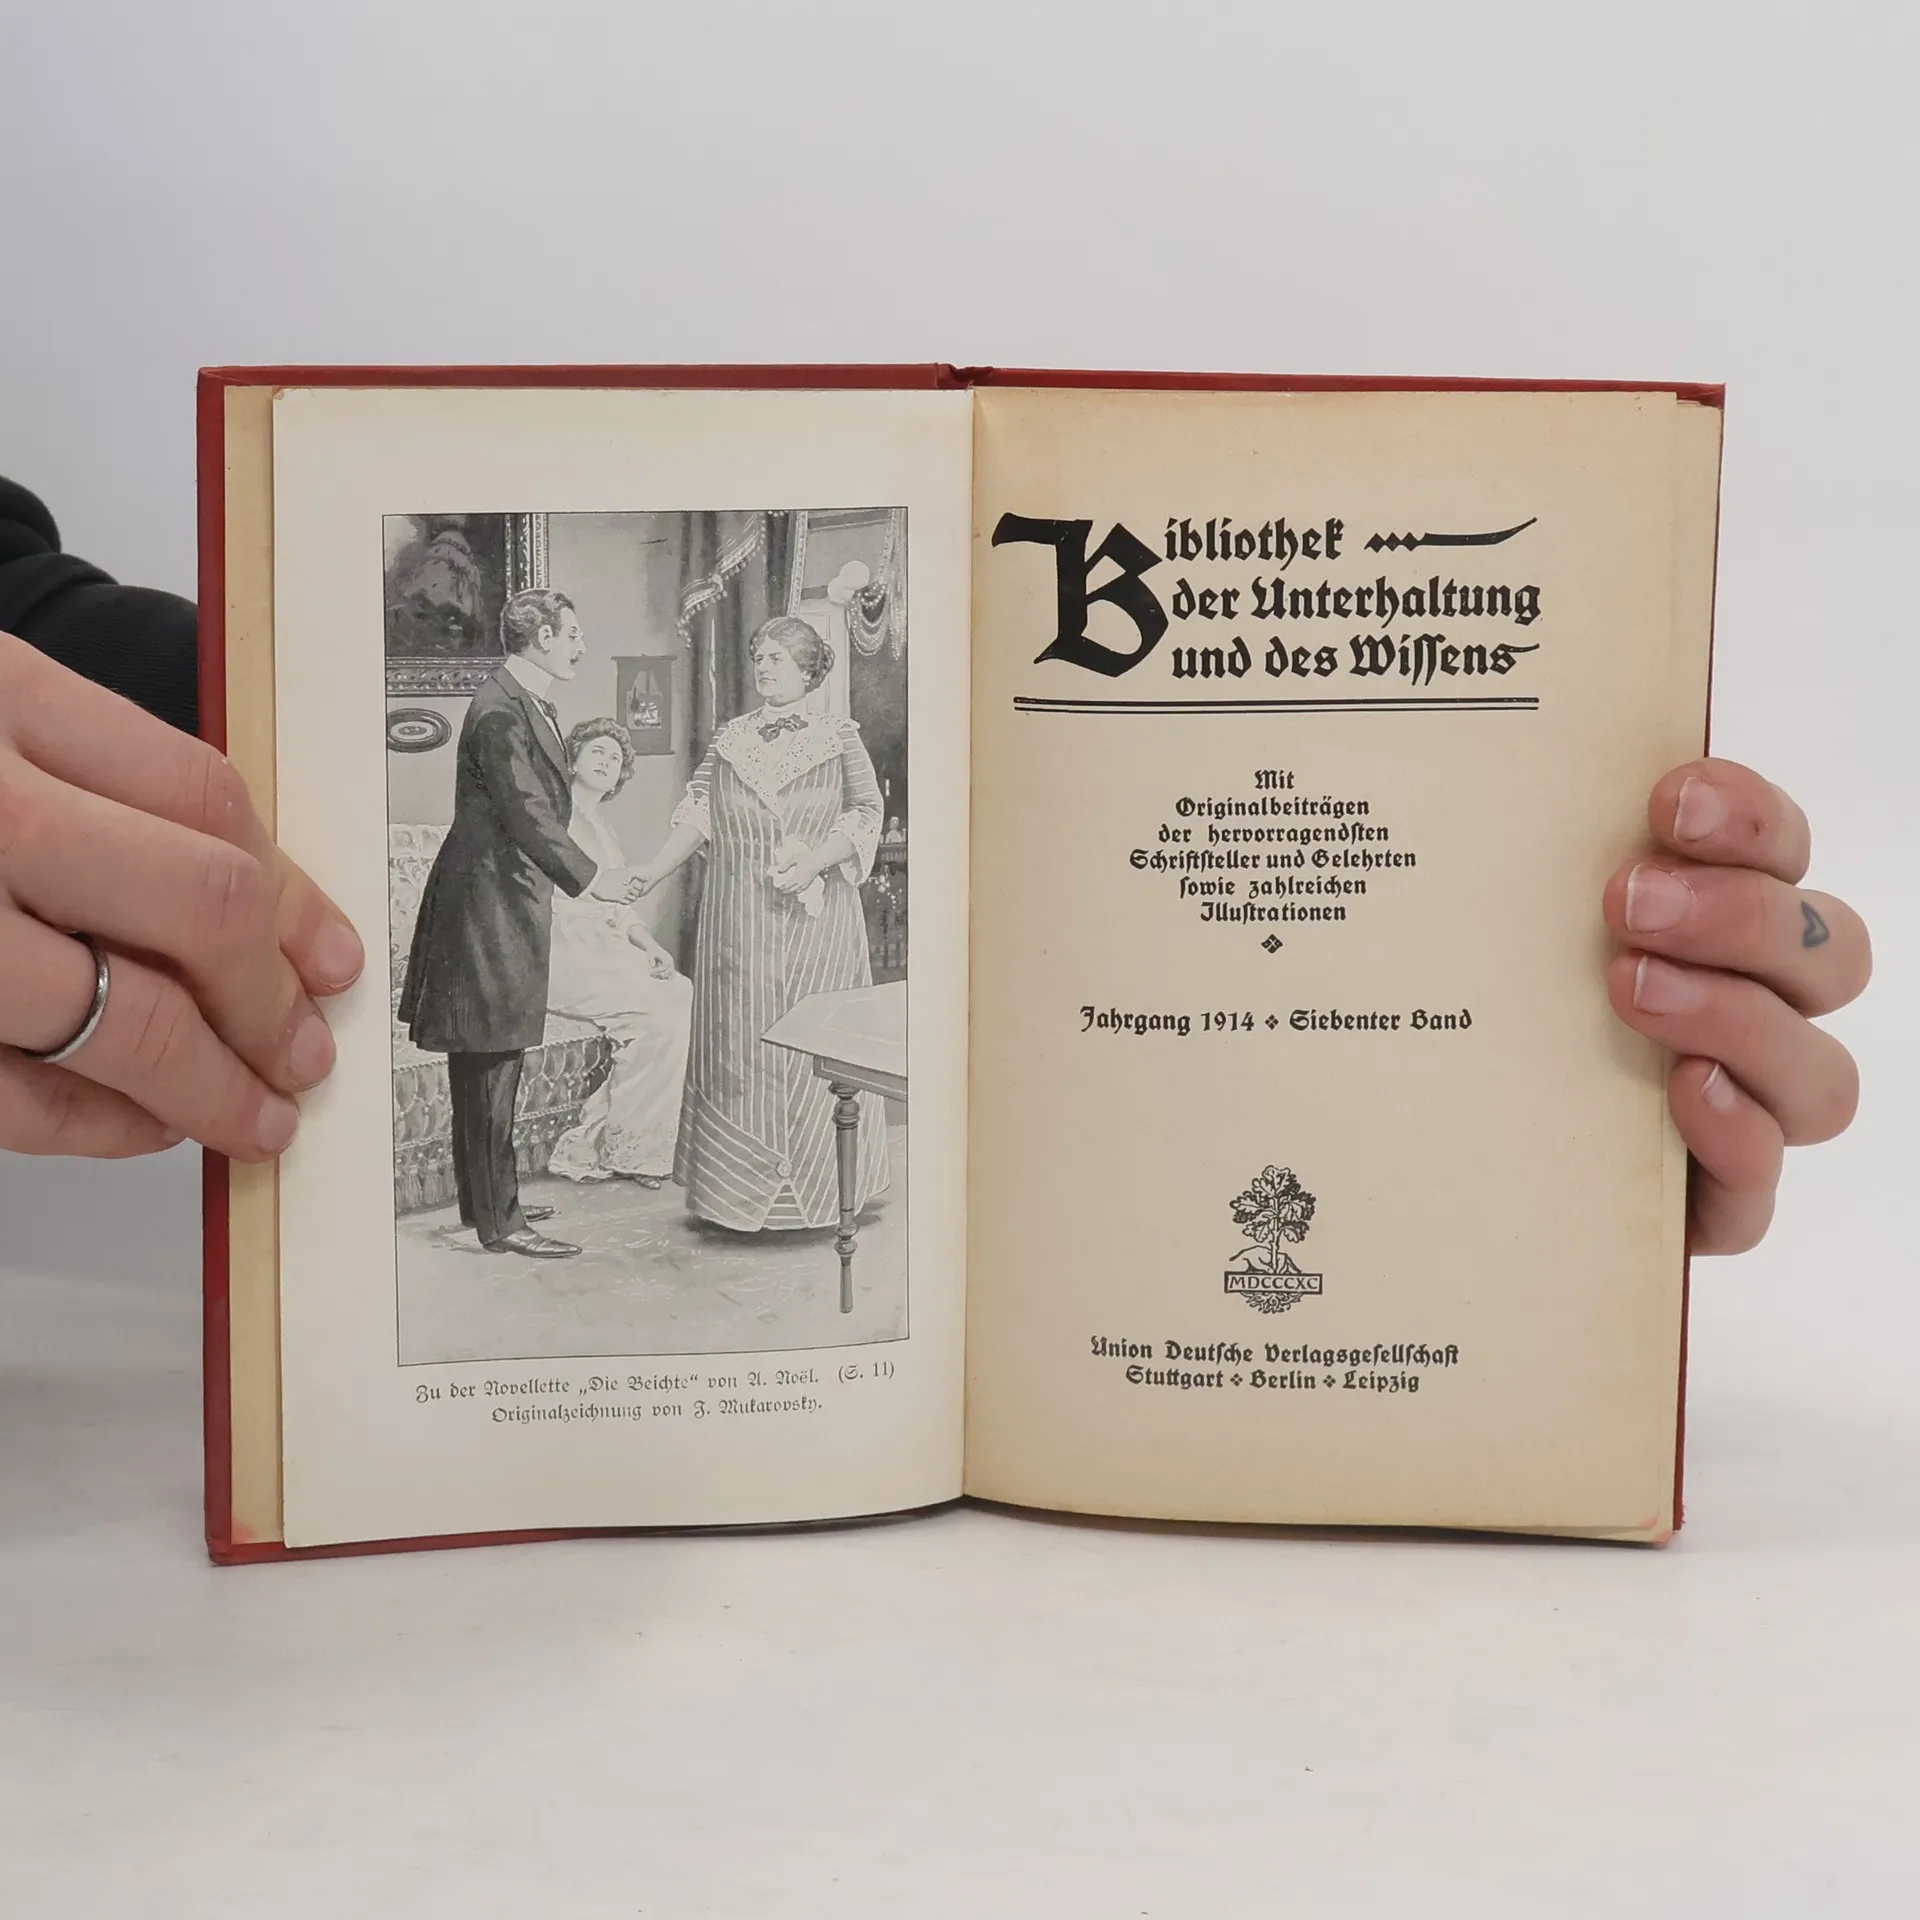 Zu der Novellette „Die Beichte“ von A. Noël. (S. 11)
Originalzeichnung von J. Mukarovsky.
Bibliothek
der Unterhaltung
und des Wiſſens
Mit
Originalbeiträgen
der hervorragendſten
Schriftſteller und Gelehrten
ſowie zahlreichen
Illuſtrationen
Jahrgang 1914 ❖ Siebenter Band
MDCCCXC
Union Deutſche Verlagsgeſellſchaft
Stuttgart ❖ Berlin ❖ Leipzig